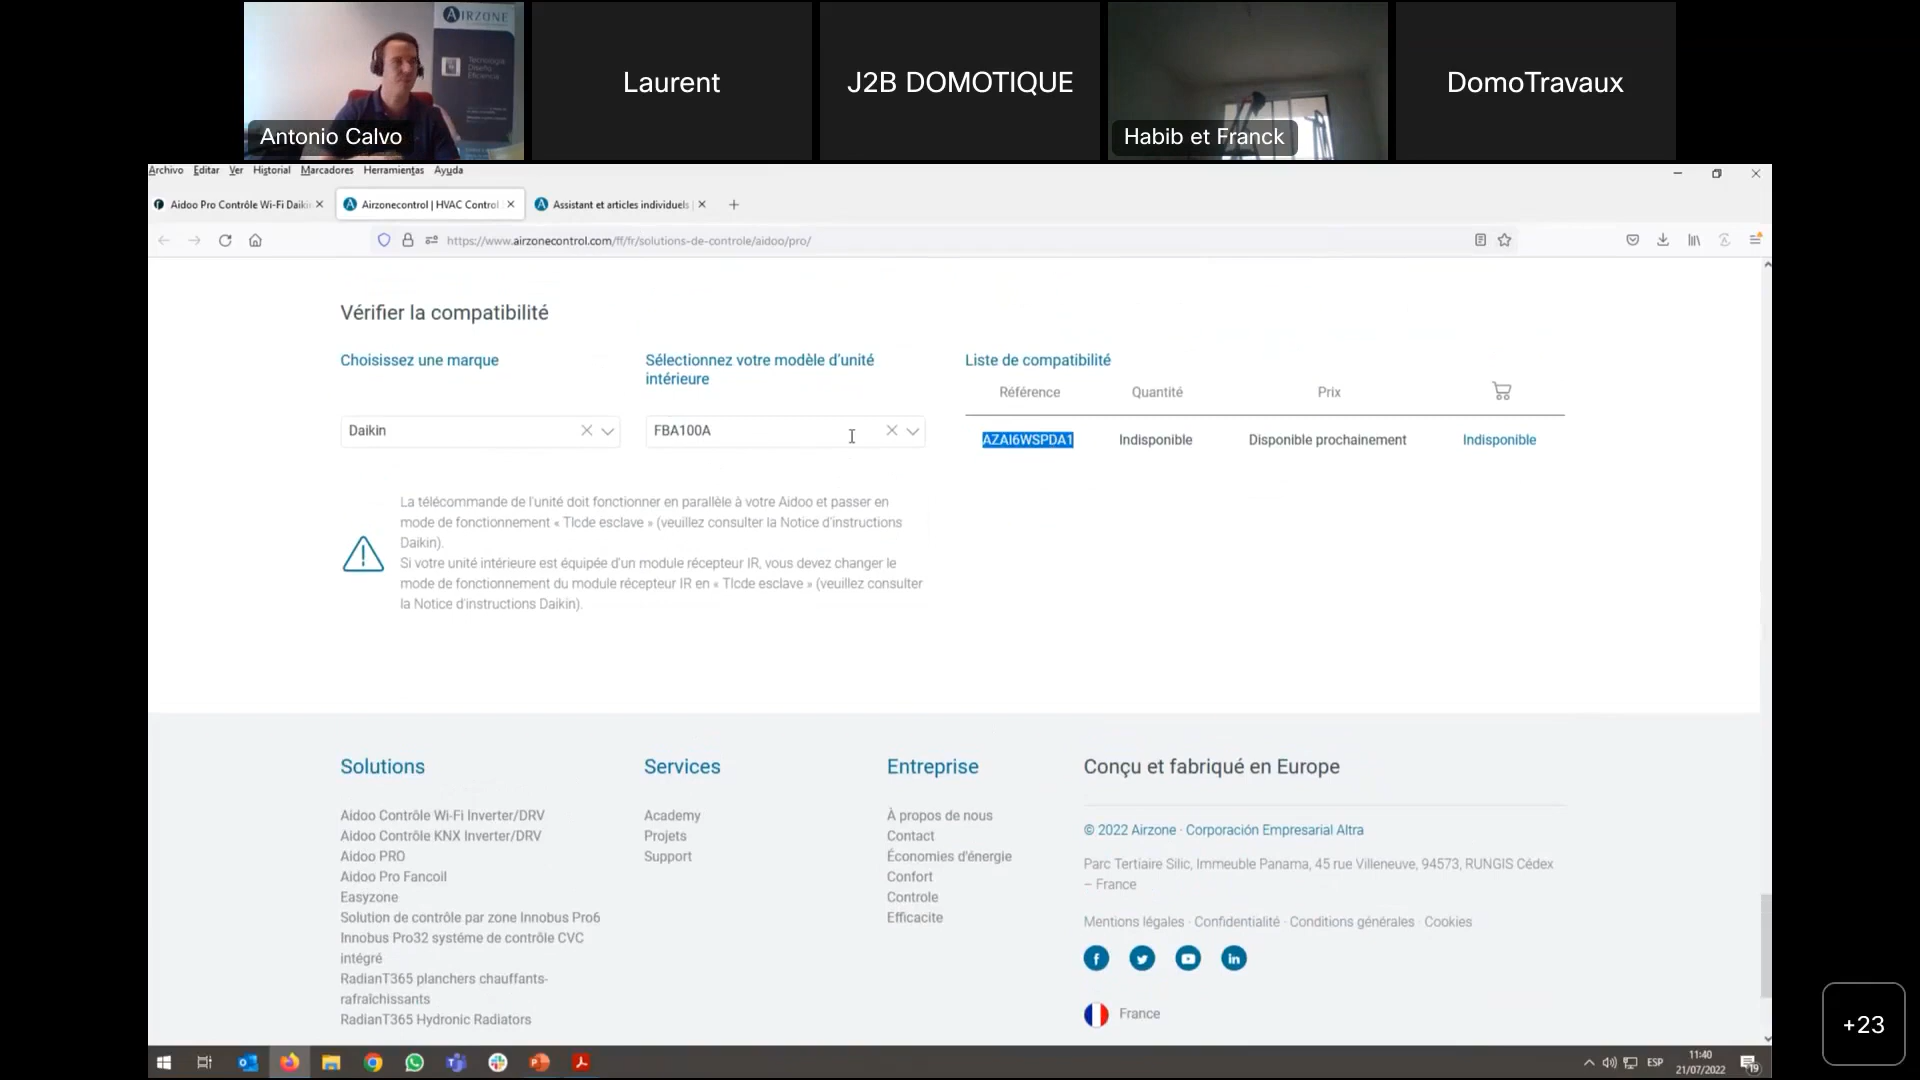 AIRZONE
Tecnología
Diseño
Eficiencia
Antonio Calvo
Laurent
J2B DOMOTIQUE
Habib et Franck
DomoTravaux
Archivo Editar Ver Historial Marcadores Herramientas Ayuda
Aidoo Pro Contrôle Wi-Fi Daikin
Airzonecontrol | HVAC Control
Assistant et articles individuels
https://www.airzonecontrol.com/ff/fr/solutions-de-controle/aidoo/pro/
Vérifier la compatibilité
Choisissez une marque
Sélectionnez votre modèle d'unité
intérieure
Liste de compatibilité
Référence Quantité Prix
Daikin
FBA100A
AZAI6WSPDA1 Indisponible Disponible prochainement Indisponible
La télécommande de l'unité doit fonctionner en parallèle à votre Aidoo et passer en
mode de fonctionnement « Tlcde esclave » (veuillez consulter la Notice d'instructions
Daikin).
Si votre unité intérieure est équipée d'un module récepteur IR, vous devez changer le
mode de fonctionnement du module récepteur IR en « Tlcde esclave » (veuillez consulter
la Notice d'instructions Daikin).
Solutions
Aidoo Contrôle Wi-Fi Inverter/DRV
Aidoo Contrôle KNX Inverter/DRV
Aidoo PRO
Aidoo Pro Fancoil
Easyzone
Solution de contrôle par zone Innobus Pro6
Innobus Pro32 systéme de contrôle CVC
intégré
RadianT365 planchers chauffants-
rafraîchissants
RadianT365 Hydronic Radiators
Services
Academy
Projets
Support
Entreprise
À propos de nous
Contact
Économies d'énergie
Confort
Controle
Efficacite
Conçu et fabriqué en Europe
© 2022 Airzone · Corporación Empresarial Altra
Parc Tertiaire Silic, Immeuble Panama, 45 rue Villeneuve, 94573, RUNGIS Cédex
– France
Mentions légales · Confidentialité · Conditions générales · Cookies
France
+23
ESP
11:40
21/07/2022
19